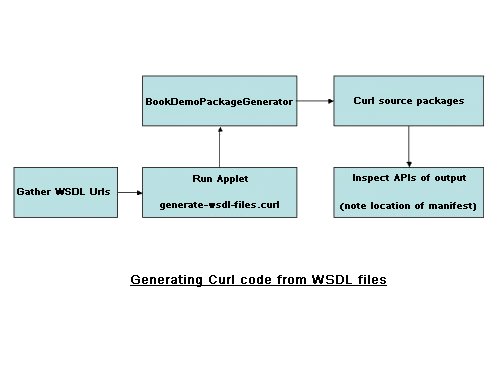 BookDemoPackageGenerator
Curl source packages
Gather WSDL Urls
Run Applet
generate-wsdl-files.curl
Inspect APIs of output
(note location of manifest)
Generating Curl code from WSDL files